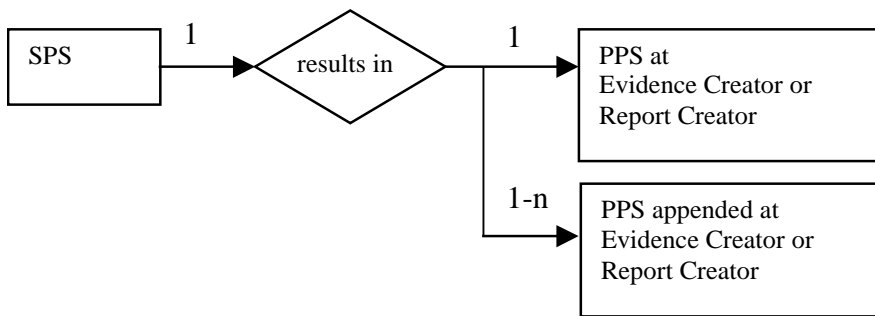 SPS
1
results in
1
PPS at
Evidence Creator or
Report Creator
1-n
PPS appended at
Evidence Creator or
Report Creator